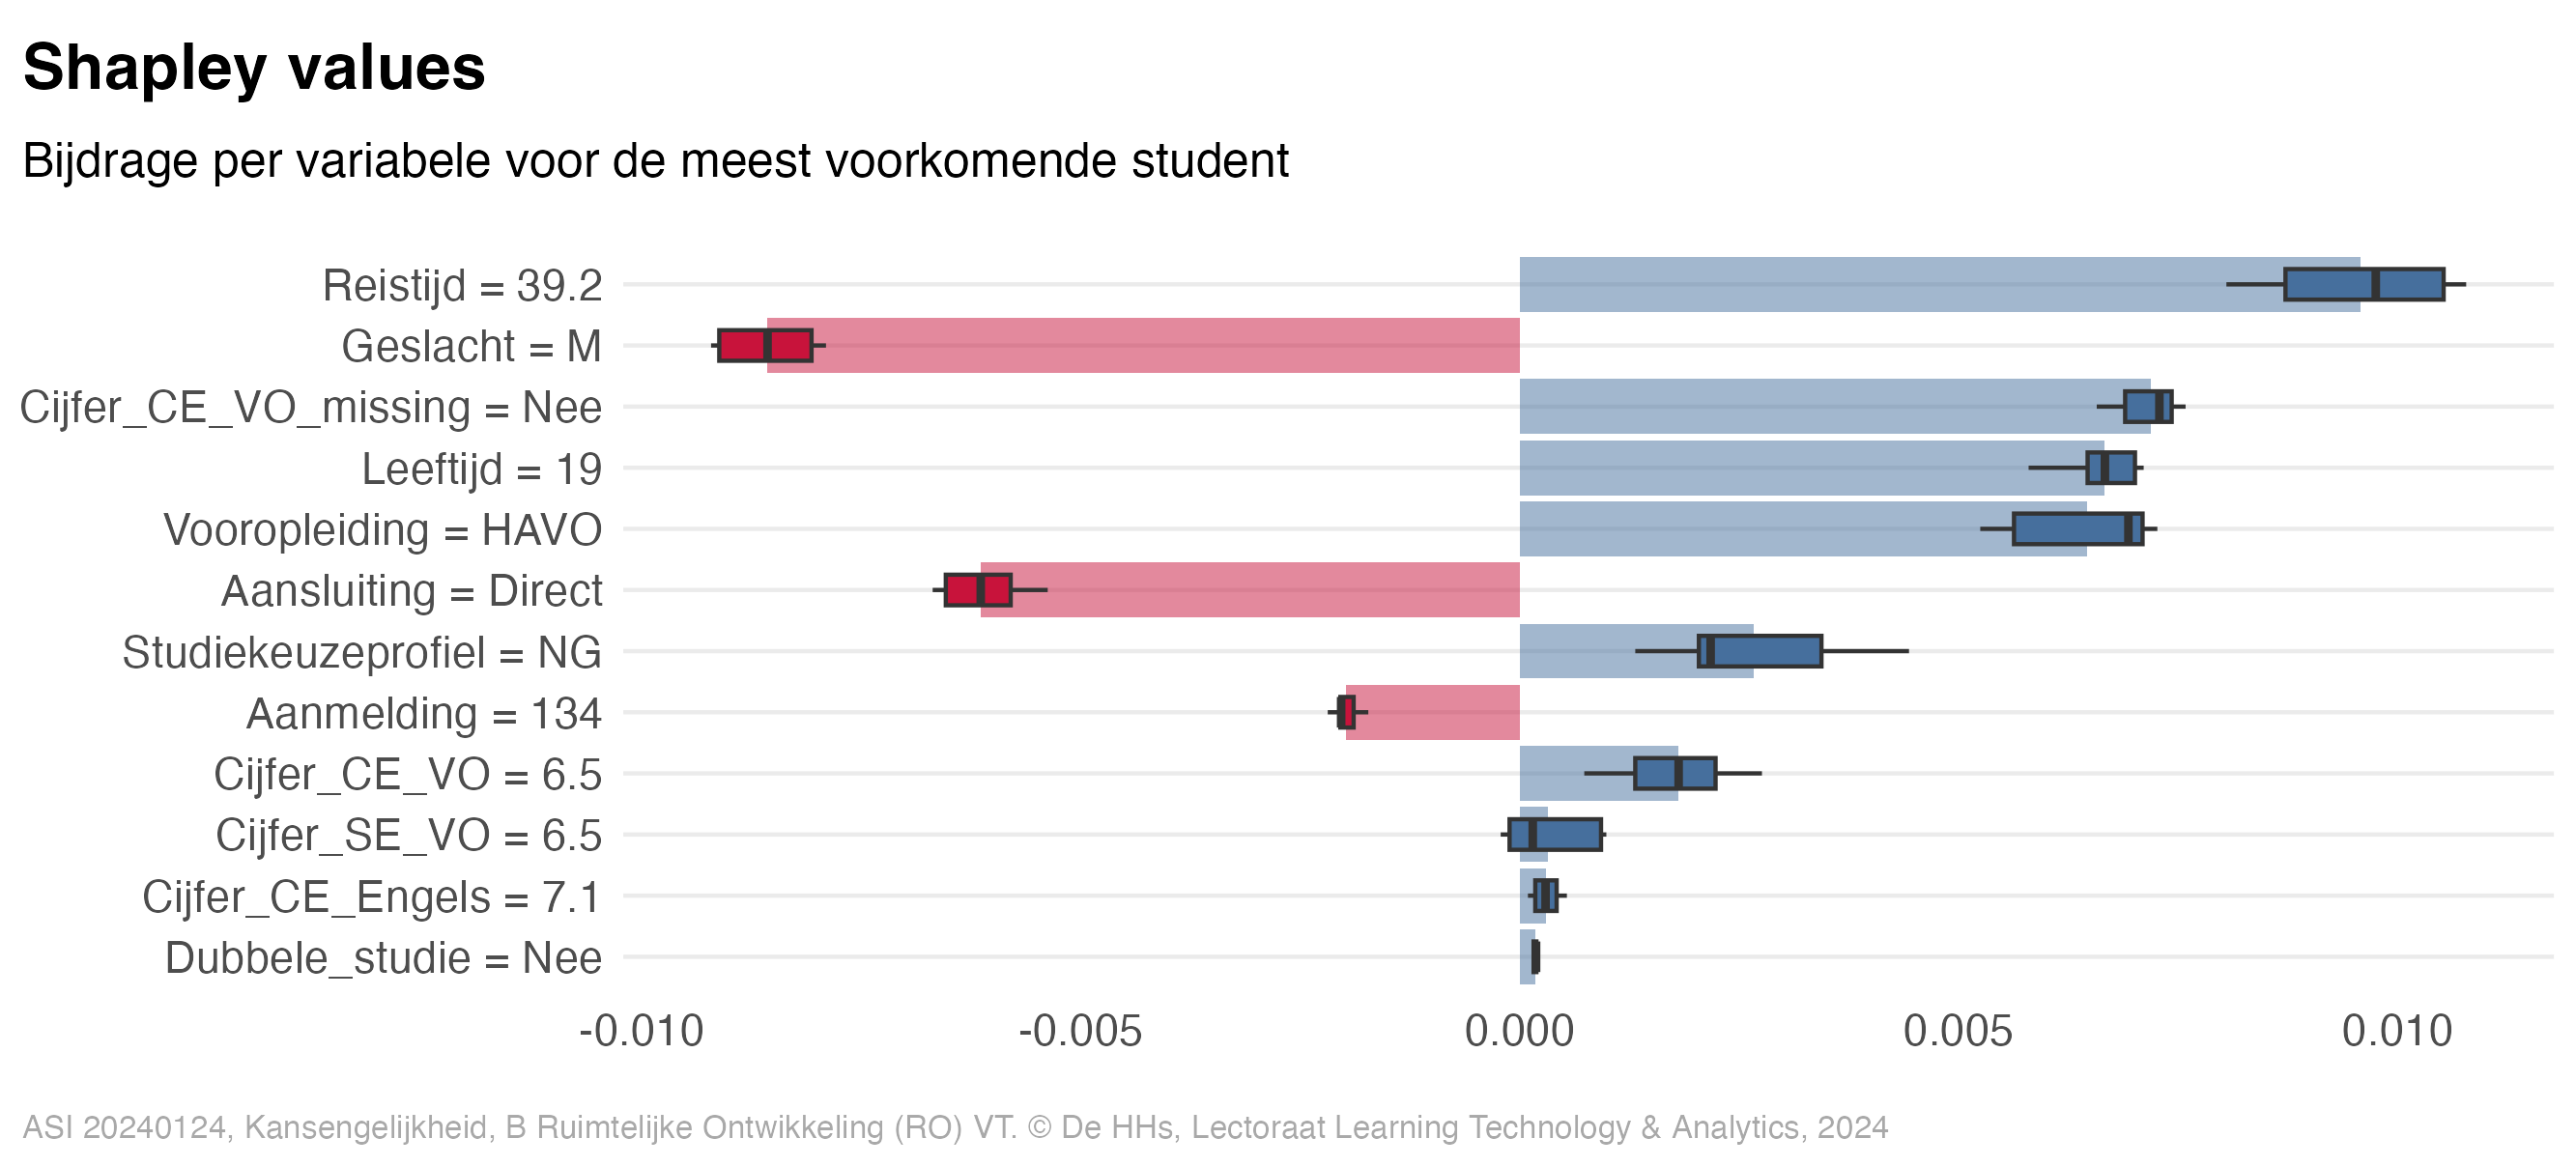 Shapley values
Bijdrage per variabele voor de meest voorkomende student
Reistijd = 39.2
Geslacht = M
Cijfer_CE_VO_missing = Nee
Leeftijd = 19
Vooropleiding = HAVO
Aansluiting = Direct
Studiekeuzeprofiel = NG
Aanmelding = 134
Cijfer_CE_VO = 6.5
Cijfer_SE_VO = 6.5
Cijfer_CE_Engels = 7.1
Dubbele_studie = Nee
-0.010 -0.005 0.000 0.005 0.010
ASI 20240124, Kansengelijkheid, B Ruimtelijke Ontwikkeling (RO) VT. © De HHs, Lectoraat Learning Technology & Analytics, 2024